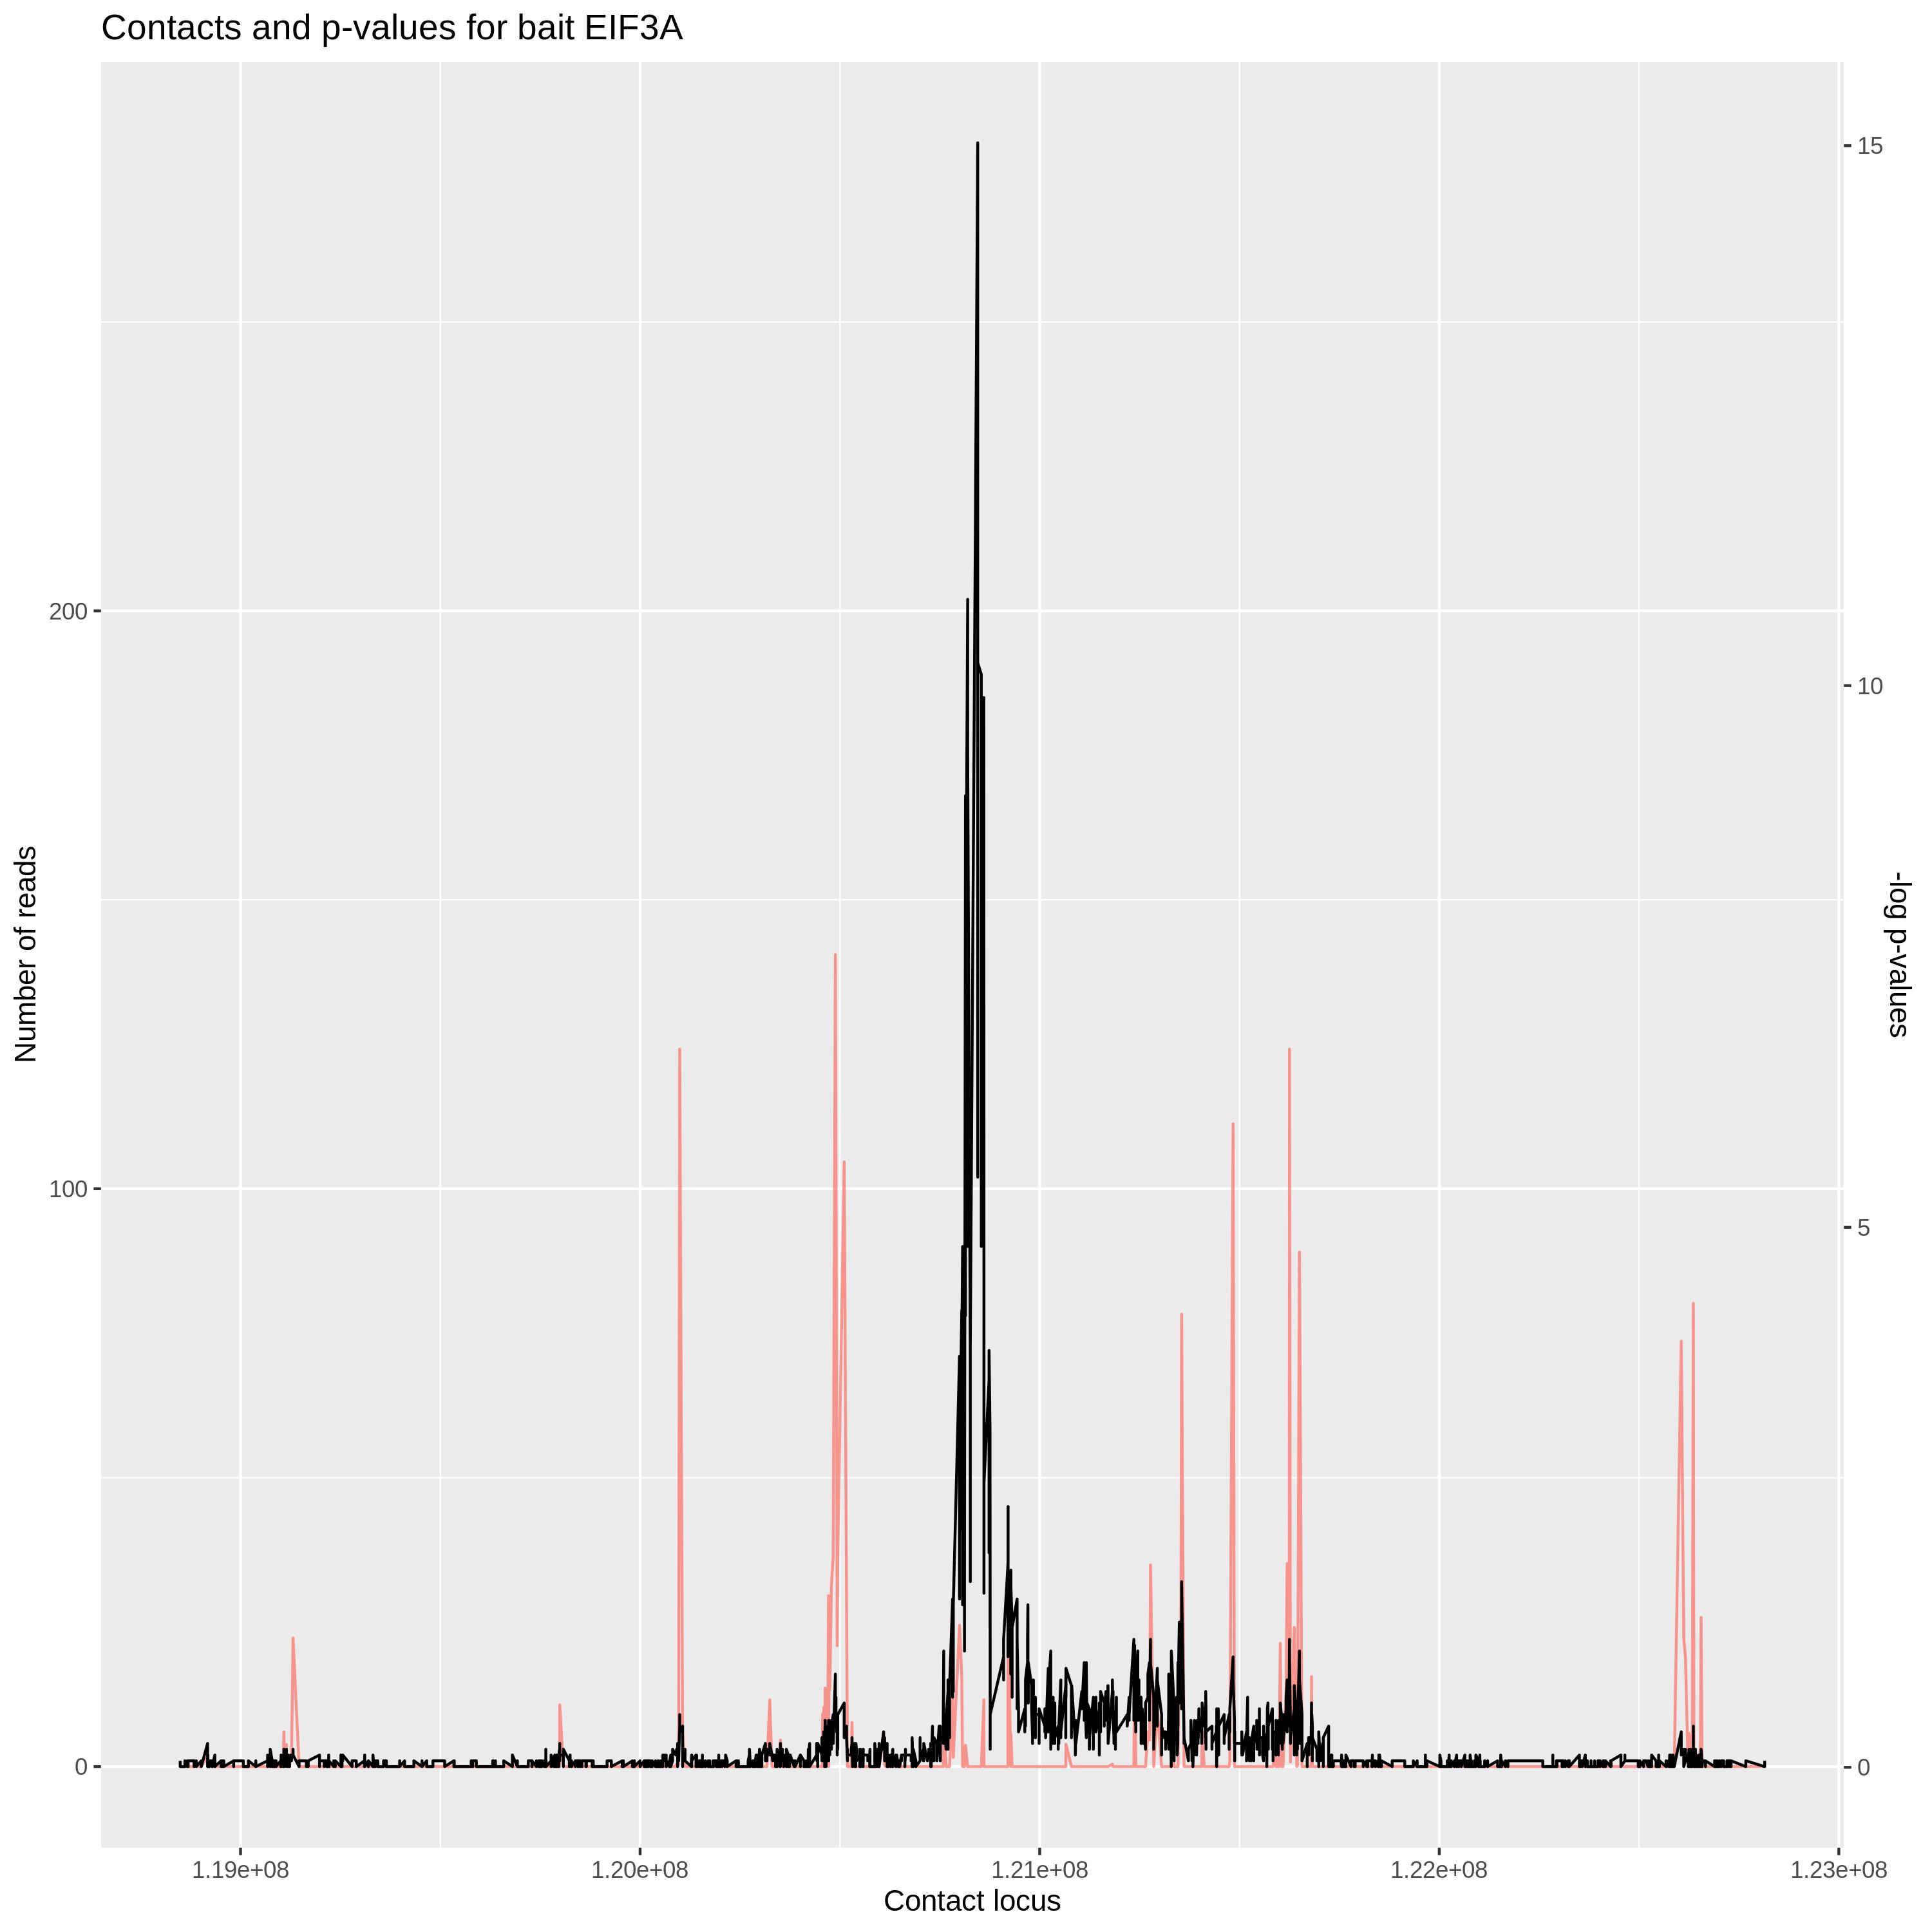 Contacts and p-values for bait EIF3A
Number of reads
200
100
0
15
10
5
0
-log p-values
1.19e+08 1.20e+08 1.21e+08 1.22e+08 1.23e+08
Contact locus